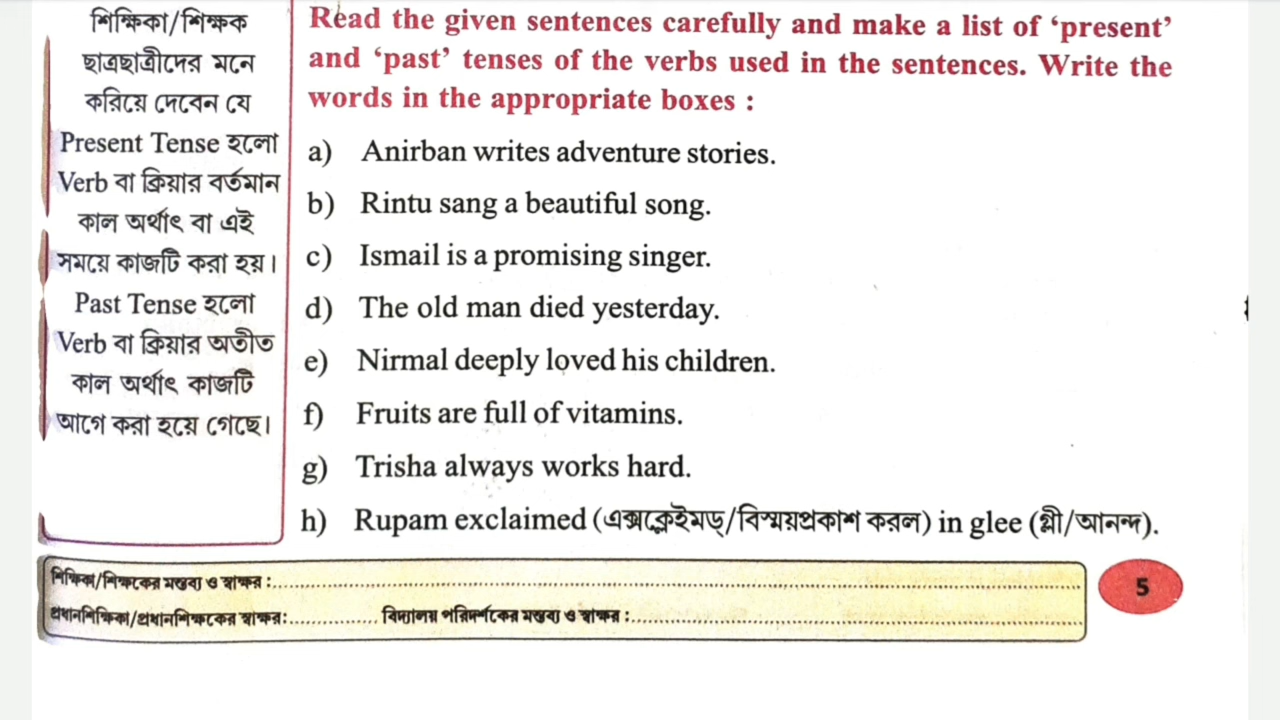 শিক্ষিকা/শিক্ষক
ছাত্রছাত্রীদের মনে
করিয়ে দেবেন যে
Present Tense হলো
Verb বা ক্রিয়ার বর্তমান
কাল অর্থাৎ বা এই
সময়ে কাজটি করা হয়।
Past Tense হলো
Verb বা ক্রিয়ার অতীত
কাল অর্থাৎ কাজটি
আগে করা হয়ে গেছে।
Read the given sentences carefully and make a list of ‘present’
and ‘past’ tenses of the verbs used in the sentences. Write the
words in the appropriate boxes :
a) Anirban writes adventure stories.
b) Rintu sang a beautiful song.
c) Ismail is a promising singer.
d) The old man died yesterday.
e) Nirmal deeply loved his children.
f) Fruits are full of vitamins.
g) Trisha always works hard.
h) Rupam exclaimed (এক্সক্লেইমড্/বিস্ময়প্রকাশ করল) in glee (গ্লী/আনন্দ).
শিক্ষিকা/শিক্ষকের মন্তব্য ও স্বাক্ষর :
প্রধানশিক্ষিকা/প্রধানশিক্ষকের স্বাক্ষর: বিদ্যালয় পরিদর্শকের মন্তব্য ও স্বাক্ষর :
5